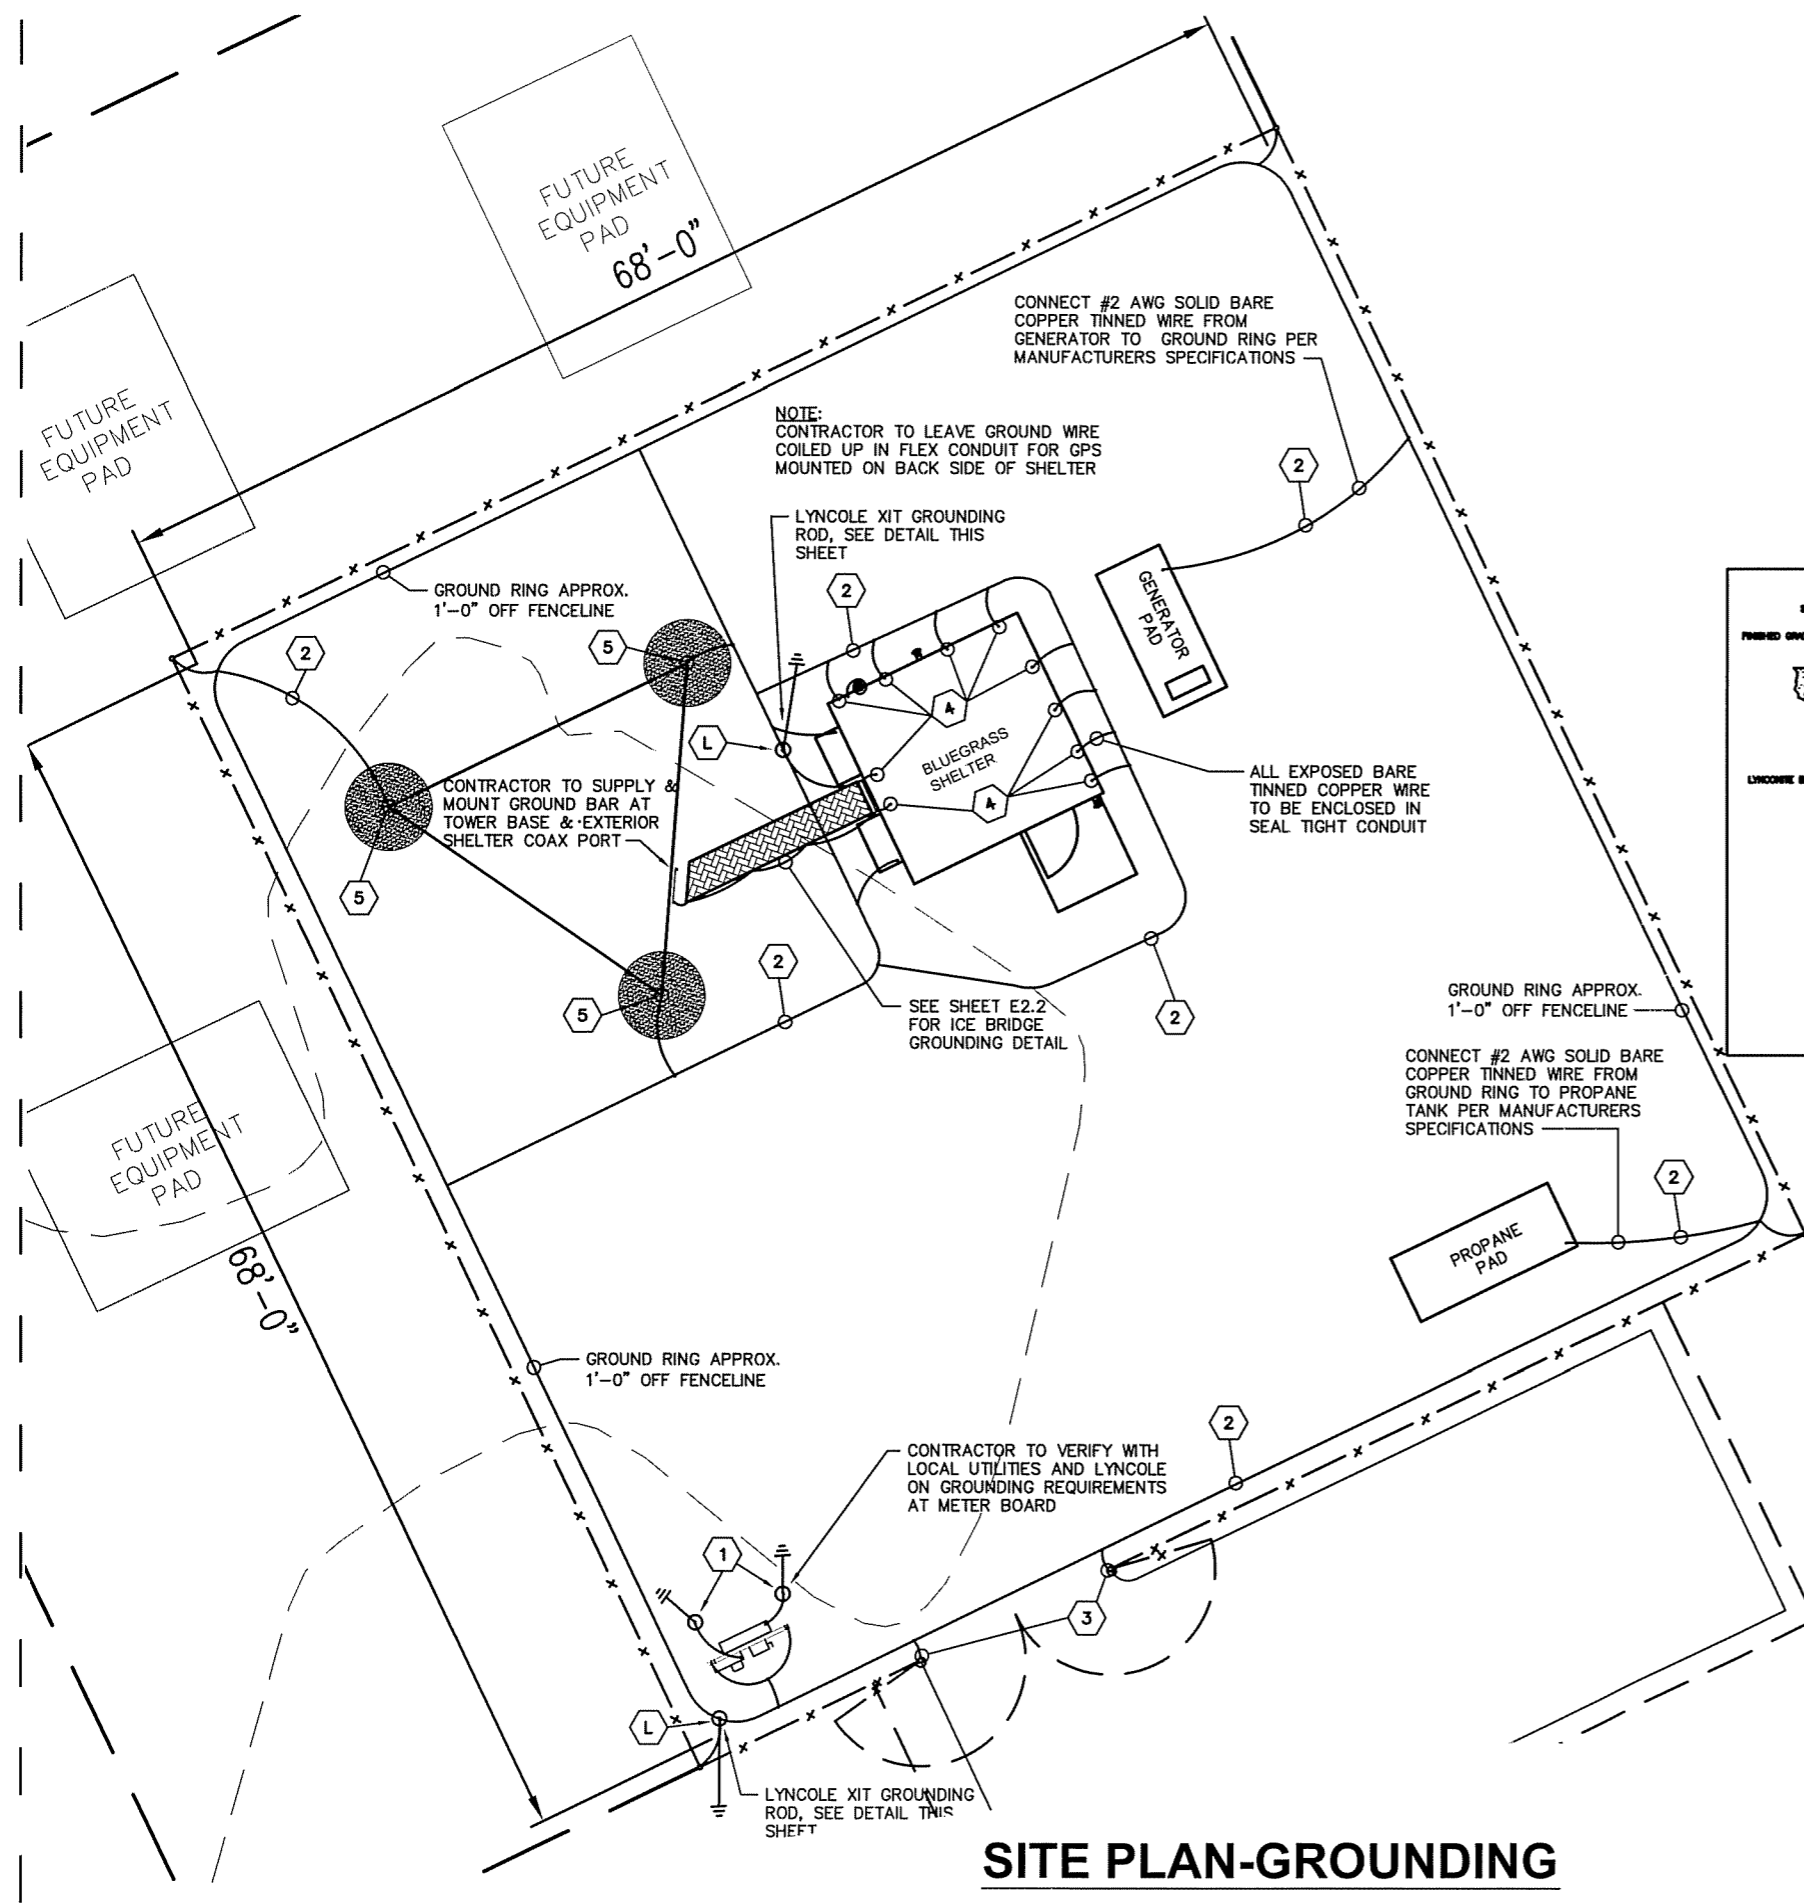 FUTURE
EQUIPMENT
PAD
68'-0"
FUTURE
EQUIPMENT
PAD
CONNECT #2 AWG SOLID BARE
COPPER TINNED WIRE FROM
GENERATOR TO GROUND RING PER
MANUFACTURERS SPECIFICATIONS
NOTE:
CONTRACTOR TO LEAVE GROUND WIRE
COILED UP IN FLEX CONDUIT FOR GPS
MOUNTED ON BACK SIDE OF SHELTER
2
LYNCOLE XIT GROUNDING
ROD, SEE DETAIL THIS
SHEET
GROUND RING APPROX.
1'-0" OFF FENCELINE
2
GENERATOR
PAD
2
5
4
L
BLUEGRASS
SHELTER
4
CONTRACTOR TO SUPPLY &
MOUNT GROUND BAR AT
TOWER BASE & EXTERIOR
SHELTER COAX PORT
ALL EXPOSED BARE
TINNED COPPER WIRE
TO BE ENCLOSED IN
SEAL TIGHT CONDUIT
5
2
5
SEE SHEET E2.2
FOR ICE BRIDGE
GROUNDING DETAIL
2
GROUND RING APPROX.
1'-0" OFF FENCELINE
CONNECT #2 AWG SOLID BARE
COPPER TINNED WIRE FROM
GROUND RING TO PROPANE
TANK PER MANUFACTURERS
SPECIFICATIONS
2
PROPANE
PAD
FUTURE
EQUIPMENT
PAD
68'-0"
GROUND RING APPROX.
1'-0" OFF FENCELINE
2
CONTRACTOR TO VERIFY WITH
LOCAL UTILITIES AND LYNCOLE
ON GROUNDING REQUIREMENTS
AT METER BOARD
1
3
L
LYNCOLE XIT GROUNDING
ROD, SEE DETAIL THIS
SHEET
SITE PLAN-GROUNDING